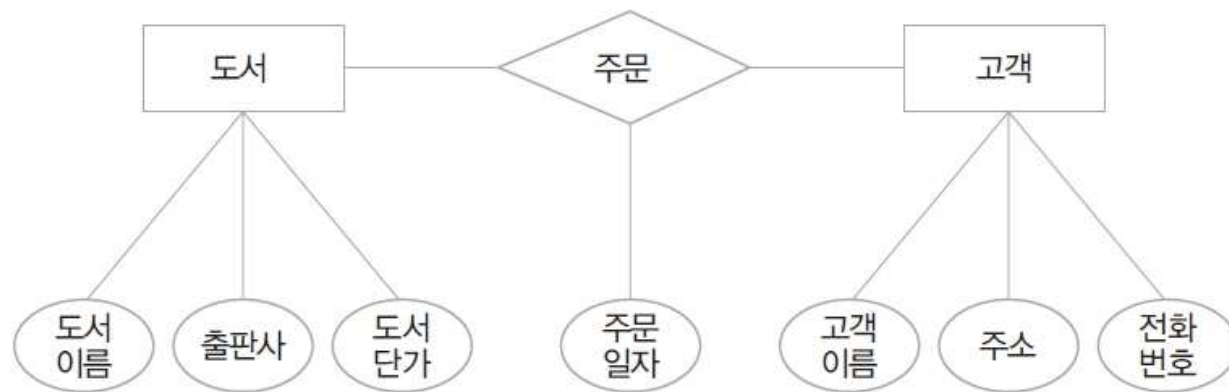 도서
주문
고객
도서
이름
출판사
도서
단가
주문
일자
고객
이름
주소
전화
번호